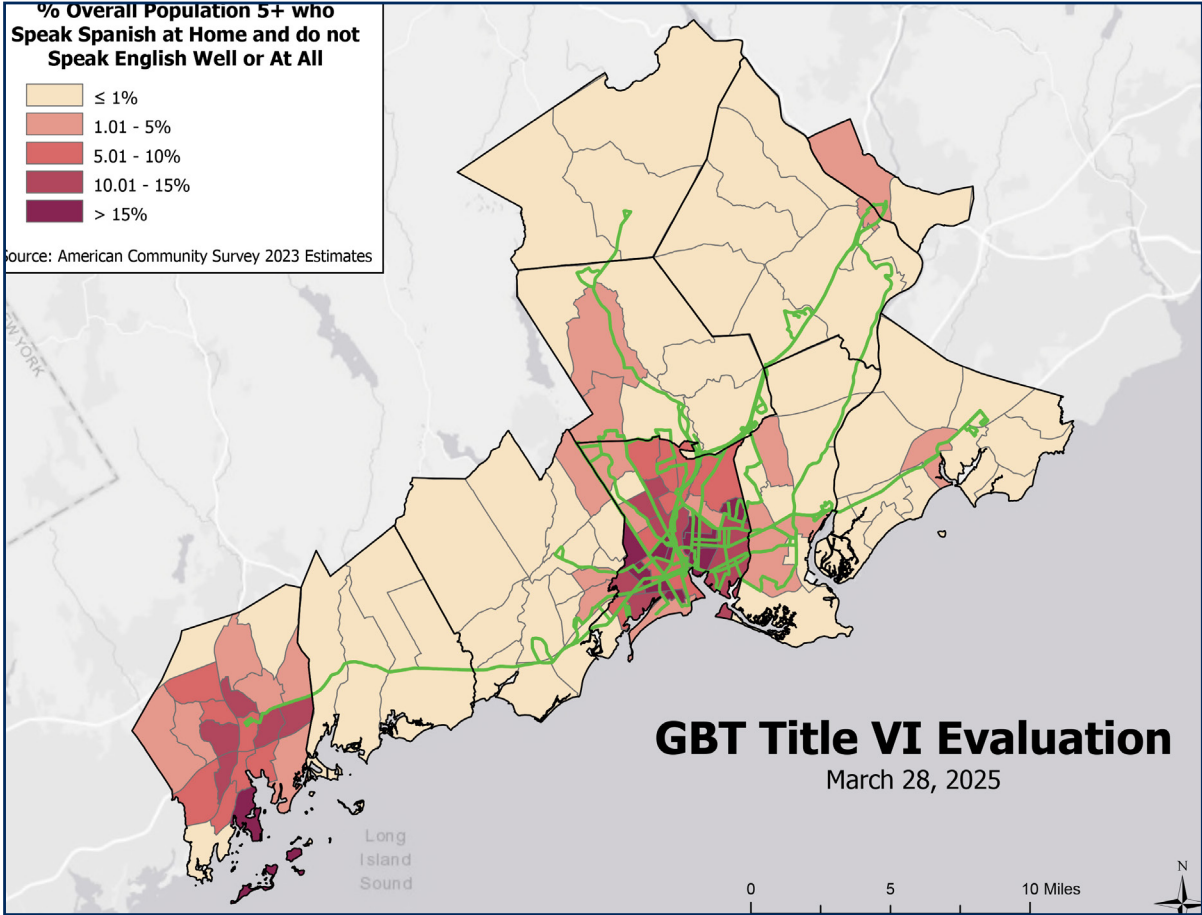 % Overall Population 5+ who
Speak Spanish at Home and do not
Speak English Well or At All
≤ 1%
1.01 - 5%
5.01 - 10%
10.01 - 15%
> 15%
Source: American Community Survey 2023 Estimates
NEW YORK
GBT Title VI Evaluation
March 28, 2025
Long
Island
Sound
0 5 10 Miles
N